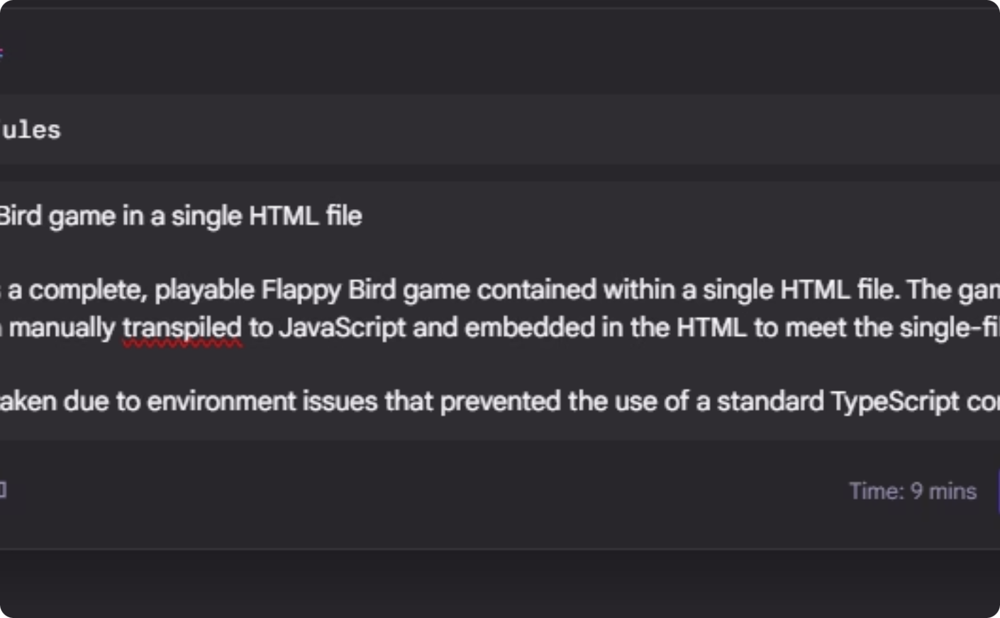 ules
Bird game in a single HTML file
a complete, playable Flappy Bird game contained within a single HTML file. The gam
manually transpiled to JavaScript and embedded in the HTML to meet the single-fil
aken due to environment issues that prevented the use of a standard TypeScript co
Time: 9 mins